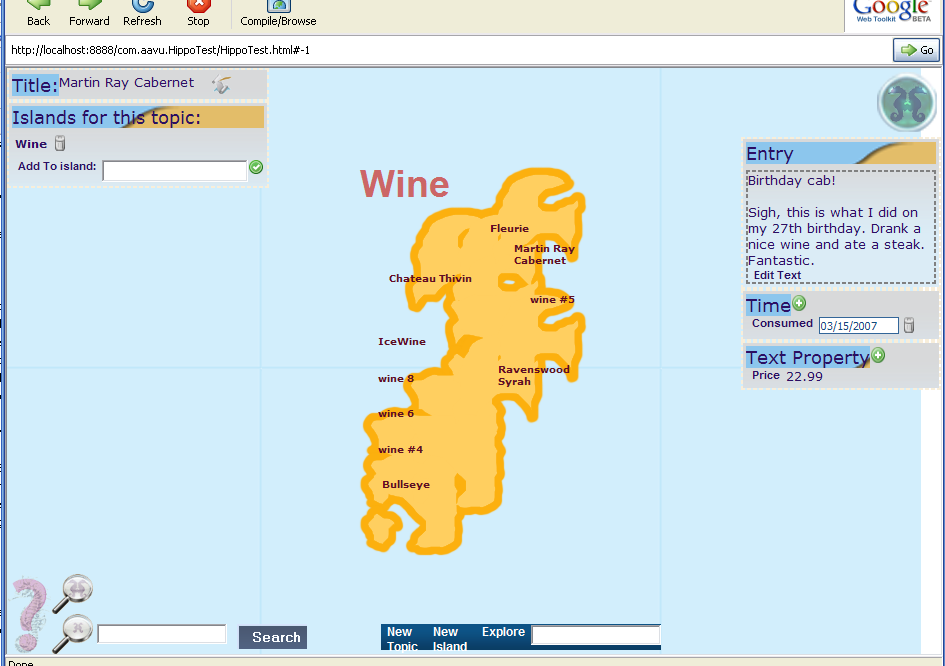 Back Forward Refresh Stop Compile/Browse
Google
Web Toolkit BETA
http://localhost:8888/com.aavu.HippoTest/HippoTest.html#-1
Go
Title: Martin Ray Cabernet
Islands for this topic:
Wine
Add To island:
Wine
Fleurie
Martin Ray
Cabernet
Chateau Thivin
wine #5
IceWine
Ravenswood
Syrah
wine 8
wine 6
wine #4
Bullseye
Entry
Birthday cab!
Sigh, this is what I did on
my 27th birthday. Drank a
nice wine and ate a steak.
Fantastic.
Edit Text
Time
Consumed 03/15/2007
Text Property
Price 22.99
Search
New
Topic
New
Island
Explore
Done